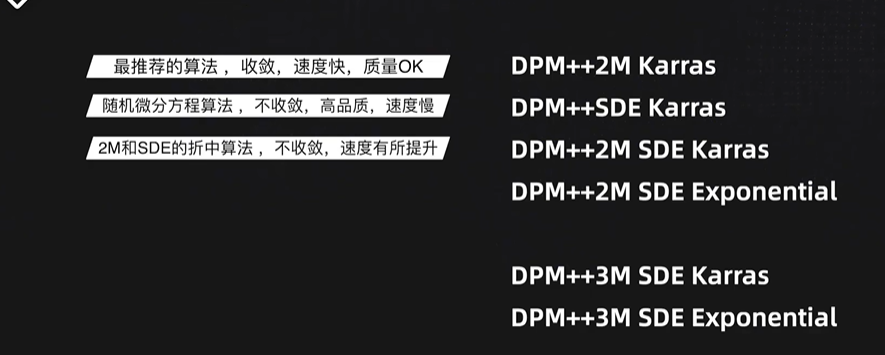 最推荐的算法，收敛，速度快，质量OK
DPM++2M Karras
随机微分方程算法，不收敛，高品质，速度慢
DPM++SDE Karras
2M和SDE的折中算法，不收敛，速度有所提升
DPM++2M SDE Karras
DPM++2M SDE Exponential
DPM++3M SDE Karras
DPM++3M SDE Exponential